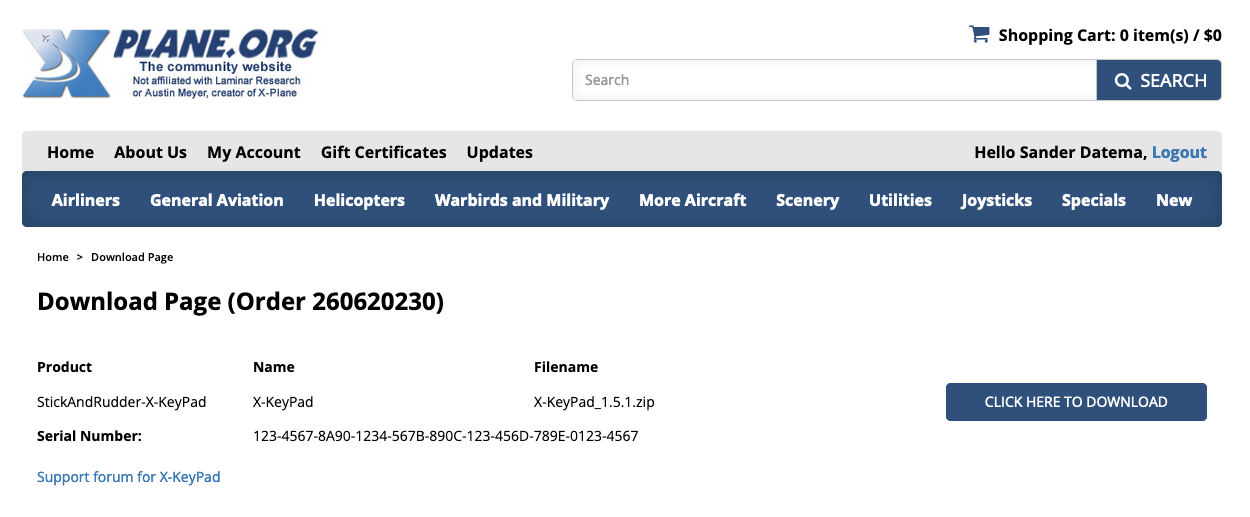 PLANE.ORG
The community website
Not affiliated with Laminar Research
or Austin Meyer, creator of X-Plane
Shopping Cart: 0 item(s) / $0
Search
SEARCH
Home About Us My Account Gift Certificates Updates
Hello Sander Datema, Logout
Airliners General Aviation Helicopters Warbirds and Military More Aircraft Scenery Utilities Joysticks Specials New
Home > Download Page
Download Page (Order 260620230)
Product Name Filename
StickAndRudder-X-KeyPad X-KeyPad X-KeyPad_1.5.1.zip CLICK HERE TO DOWNLOAD
Serial Number: 123-4567-8A90-1234-567B-890C-123-456D-789E-0123-4567
Support forum for X-KeyPad